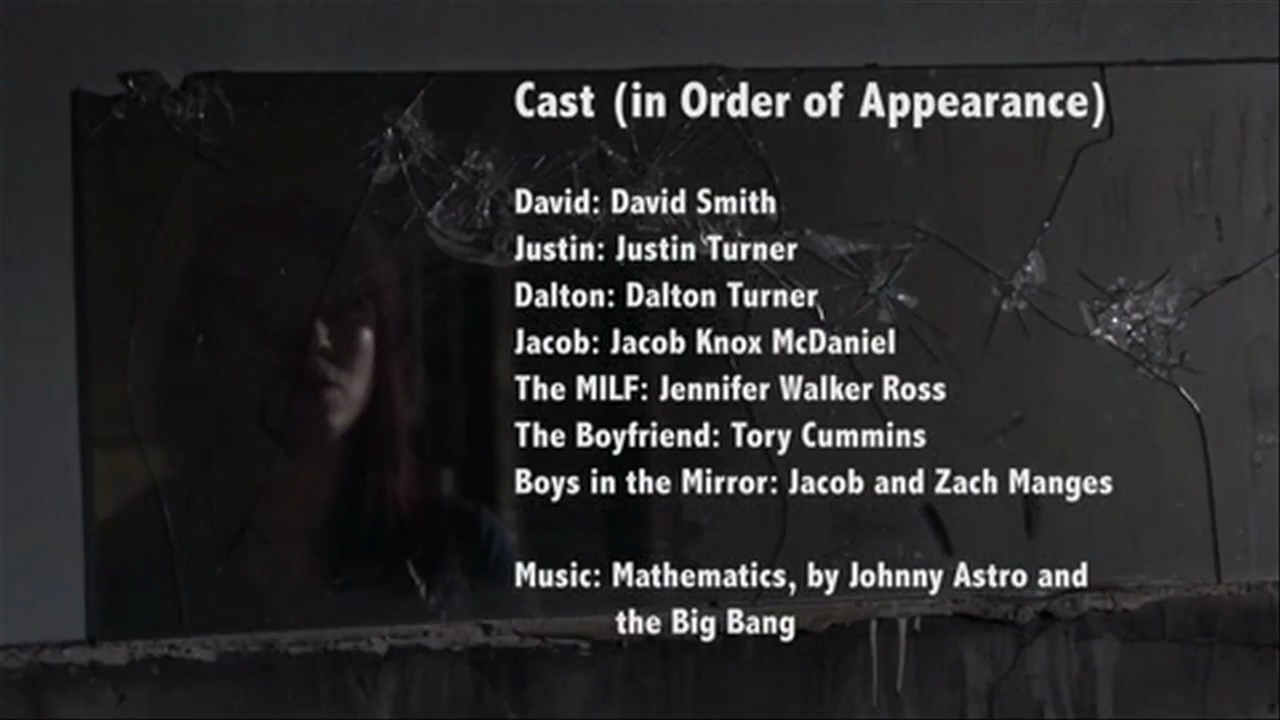 Cast (in Order of Appearance)
David: David Smith
Justin: Justin Turner
Dalton: Dalton Turner
Jacob: Jacob Knox McDaniel
The MILF: Jennifer Walker Ross
The Boyfriend: Tory Cummins
Boys in the Mirror: Jacob and Zach Manges
Music: Mathematics, by Johnny Astro and
the Big Bang